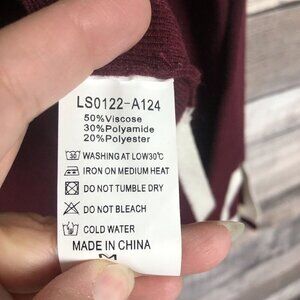 LS0122-A124
50%Viscose
30%Polyamide
20%Polyester
WASHING AT LOW30℃
IRON ON MEDIUM HEAT
DO NOT TUMBLE DRY
DO NOT BLEACH
COLD WATER
MADE IN CHINA